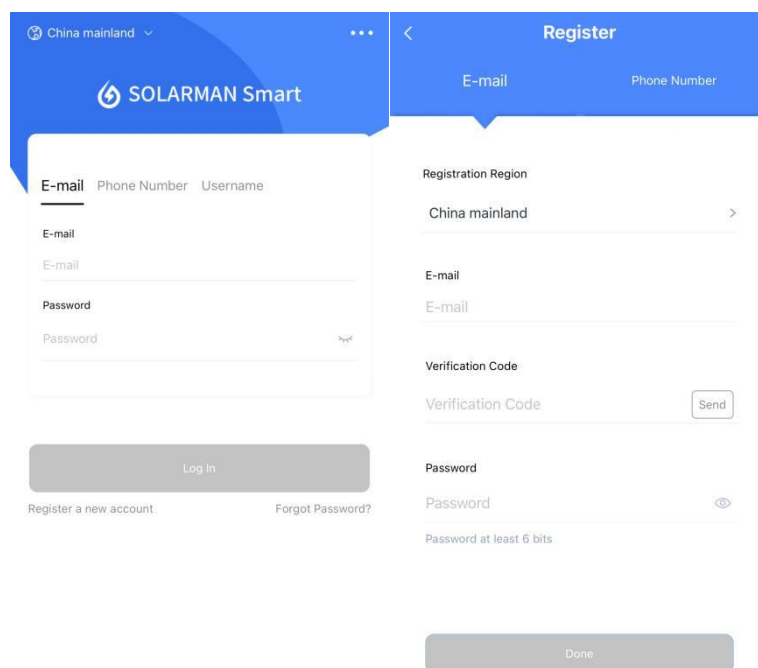 China mainland
SOLARMAN Smart
E-mail Phone Number Username
E-mail
E-mail
Password
Password
Log In
Register a new account Forgot Password?
Register
E-mail Phone Number
Registration Region
China mainland
E-mail
E-mail
Verification Code
Verification Code Send
Password
Password
Password at least 6 bits
Done